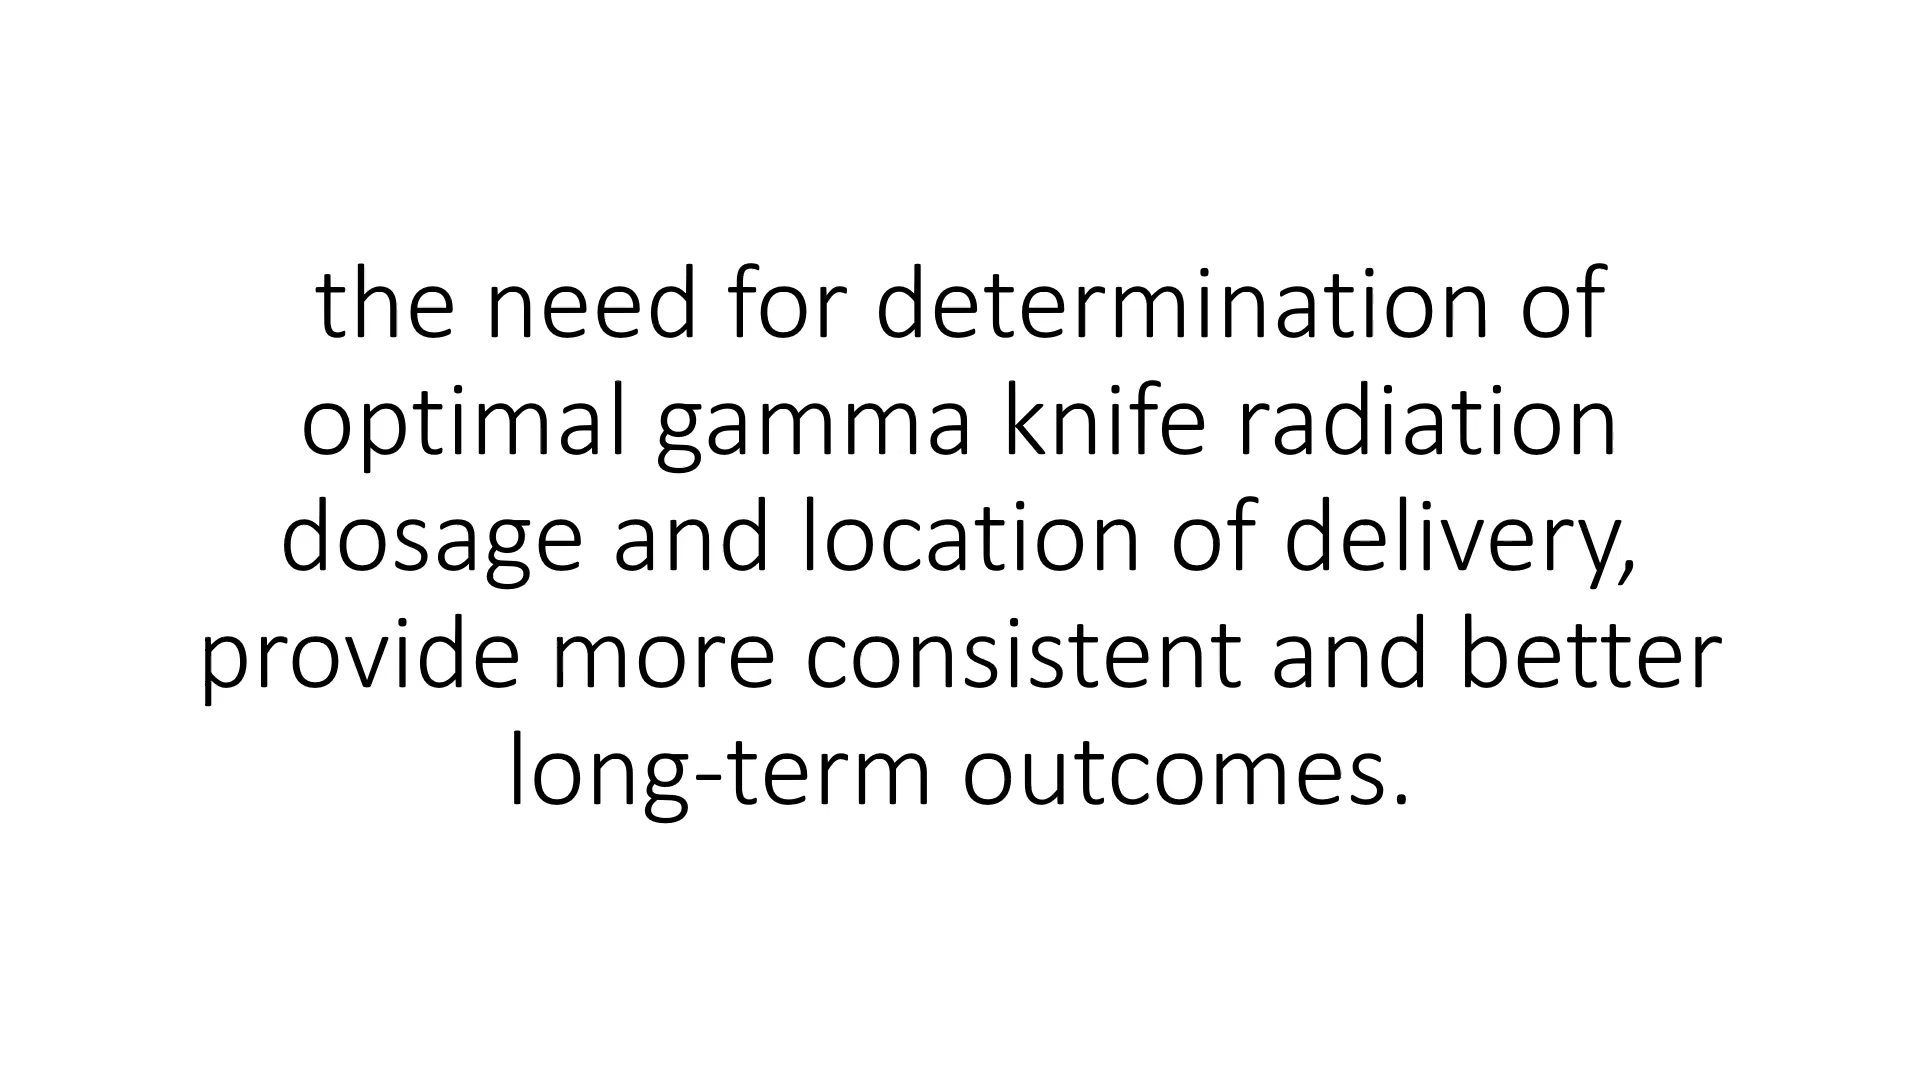 the need for determination of
optimal gamma knife radiation
dosage and location of delivery,
provide more consistent and better
long-term outcomes.